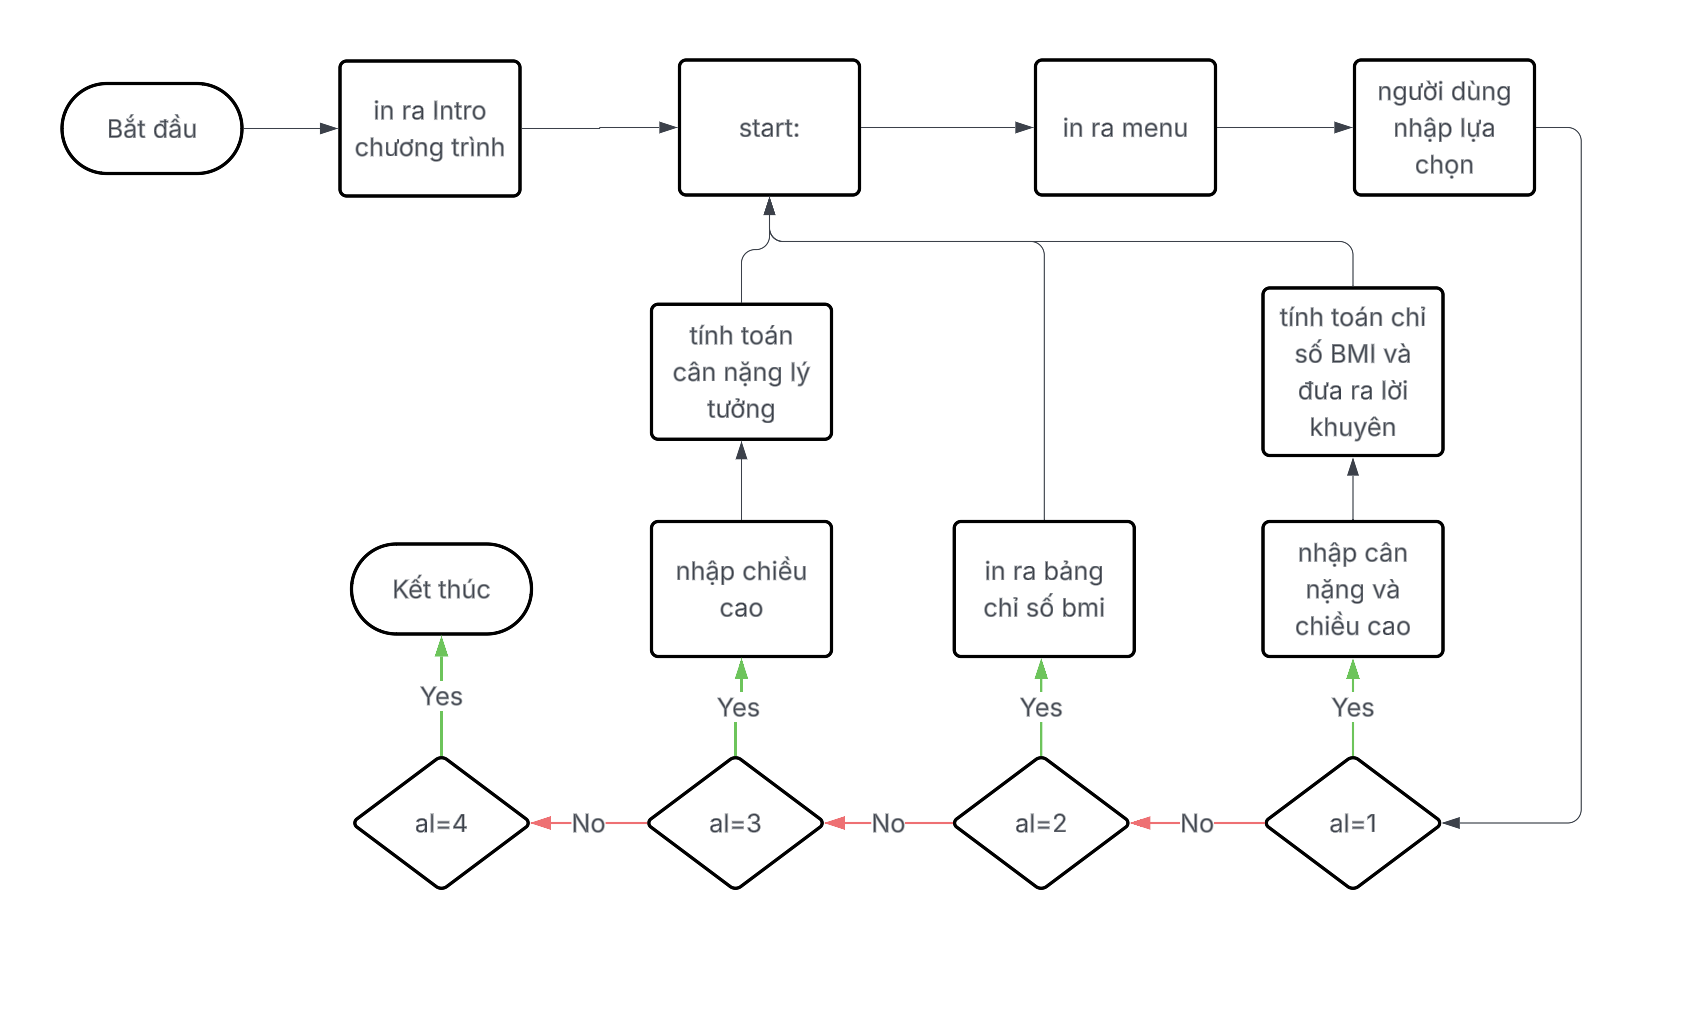 Bắt đầu
in ra Intro
chương trình
start:
in ra menu
người dùng
nhập lựa
chọn
tính toán
cân nặng lý
tưởng
tính toán chỉ
số BMI và
đưa ra lời
khuyên
Kết thúc
nhập chiều
cao
in ra bảng
chỉ số bmi
nhập cân
nặng và
chiều cao
Yes
Yes
Yes
Yes
al=4
No
al=3
No
al=2
No
al=1